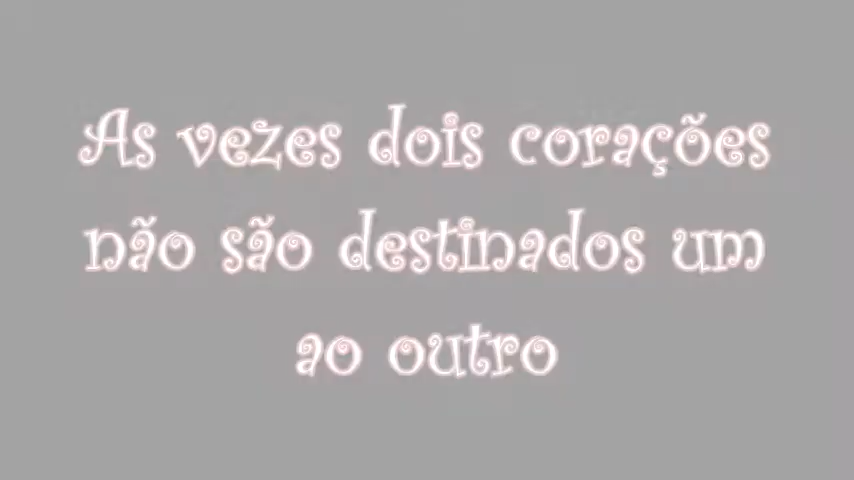 As vezes dois corações
não são destinados um
ao outro